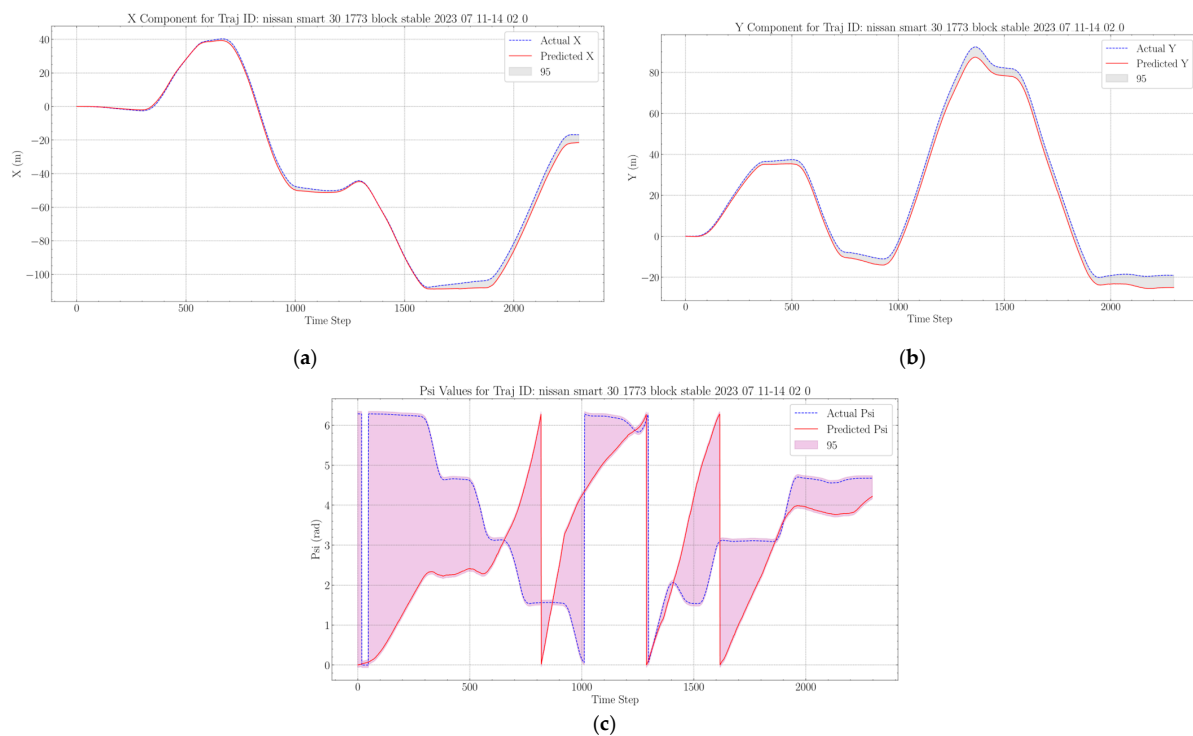 X Component for Traj ID: nissan smart 30 1773 block stable 2023 07 11-14 02 0
Actual X
Predicted X
95
40
20
0
−20
−40
−60
−80
−100
X (m)
0
500
1000
1500
2000
Time Step
(a)
Y Component for Traj ID: nissan smart 30 1773 block stable 2023 07 11-14 02 0
Actual Y
Predicted Y
95
80
60
40
20
0
−20
Y (m)
0
500
1000
1500
2000
Time Step
(b)
Psi Values for Traj ID: nissan smart 30 1773 block stable 2023 07 11-14 02 0
Actual Psi
Predicted Psi
95
6
5
4
3
2
1
0
Psi (rad)
0
500
1000
1500
2000
Time Step
(c)